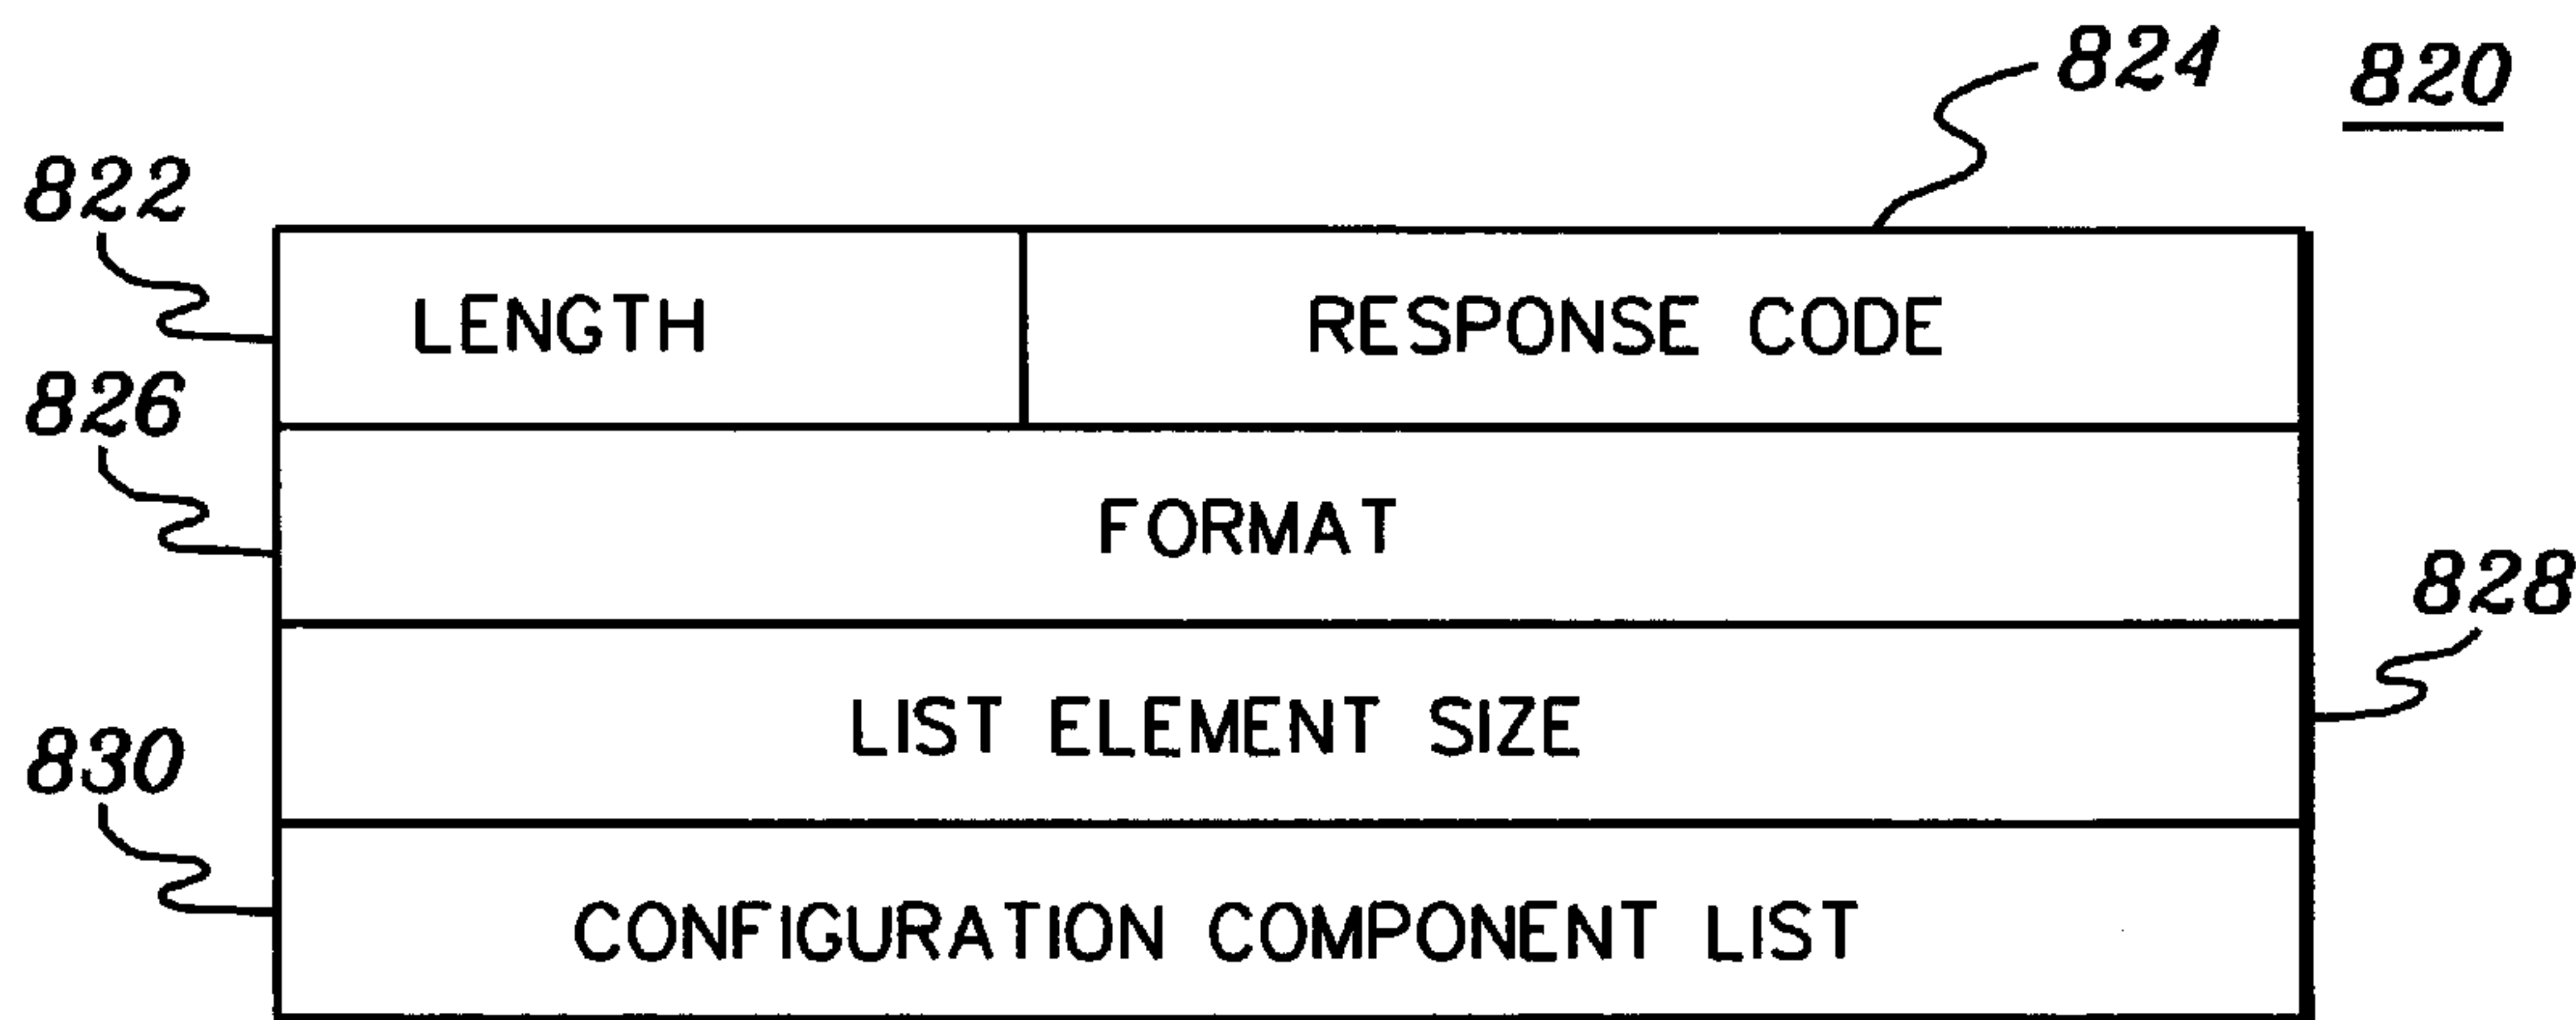 824 820
822
LENGTH RESPONSE CODE
826
FORMAT
828
LIST ELEMENT SIZE
830
CONFIGURATION COMPONENT LIST